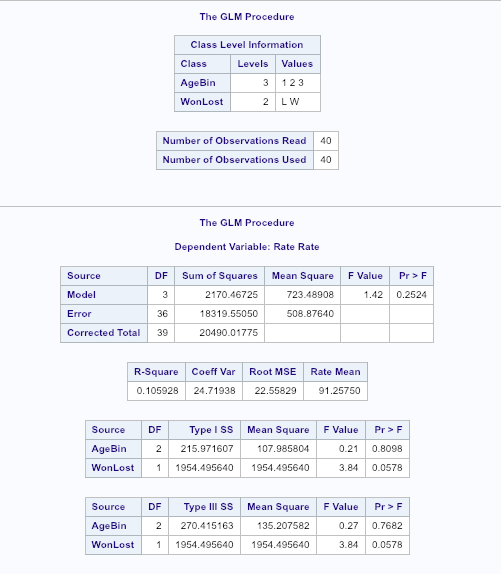 The GLM Procedure
Class Level Information
Class Levels Values
AgeBin 3 1 2 3
WonLost 2 L W
Number of Observations Read 40
Number of Observations Used 40
The GLM Procedure
Dependent Variable: Rate Rate
Source DF Sum of Squares Mean Square F Value Pr > F
Model 3 2170.46725 723.48908 1.42 0.2524
Error 36 18319.55050 508.87640
Corrected Total 39 20490.01775
R-Square Coeff Var Root MSE Rate Mean
0.105928 24.71938 22.55829 91.25750
Source DF Type I SS Mean Square F Value Pr > F
AgeBin 2 215.971607 107.985804 0.21 0.8098
WonLost 1 1954.495640 1954.495640 3.84 0.0578
Source DF Type III SS Mean Square F Value Pr > F
AgeBin 2 270.415163 135.207582 0.27 0.7682
WonLost 1 1954.495640 1954.495640 3.84 0.0578